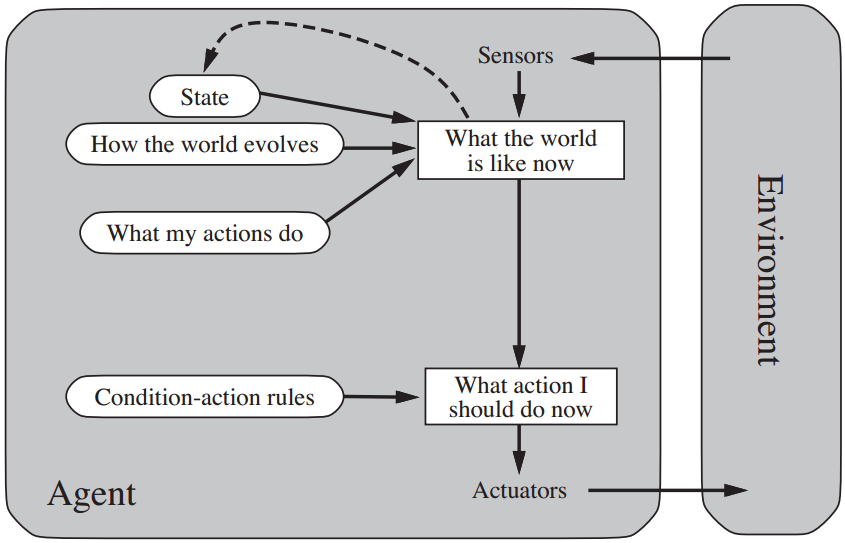 Sensors
State
How the world evolves
What the world
is like now
What my actions do
Environment
Condition-action rules
What action I
should do now
Agent
Actuators